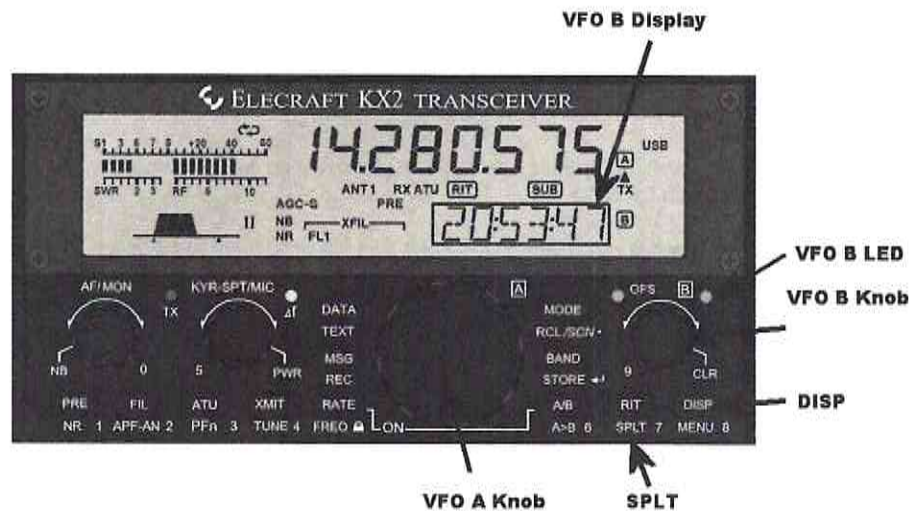 VFO B Display
ELECRAFT KX2 TRANSCEIVER
S1 3 5 7 9 +20 40 60
SWR 2 3 RF 5 10
14.280.575
USB
A
TX
ANT 1 RX ATU RIT SUB
AGC-S PRE
NB XFIL
NR FL1
II
20:53:47
B
VFO B LED
VFO B Knob
AF/MON
TX
NB 0
KYR-SPT/MIC
Δf
5 PWR
DATA
TEXT
MSG
REC
A
MODE
RCL/SCN •
BAND
STORE ↵
OFS B
9 CLR
PRE FIL ATU XMIT RATE A/B RIT DISP
NR 1 APF-AN 2 PFn 3 TUNE 4 FREQ ON A>B 6 SPLT 7 MENU 8
DISP
VFO A Knob
SPLT